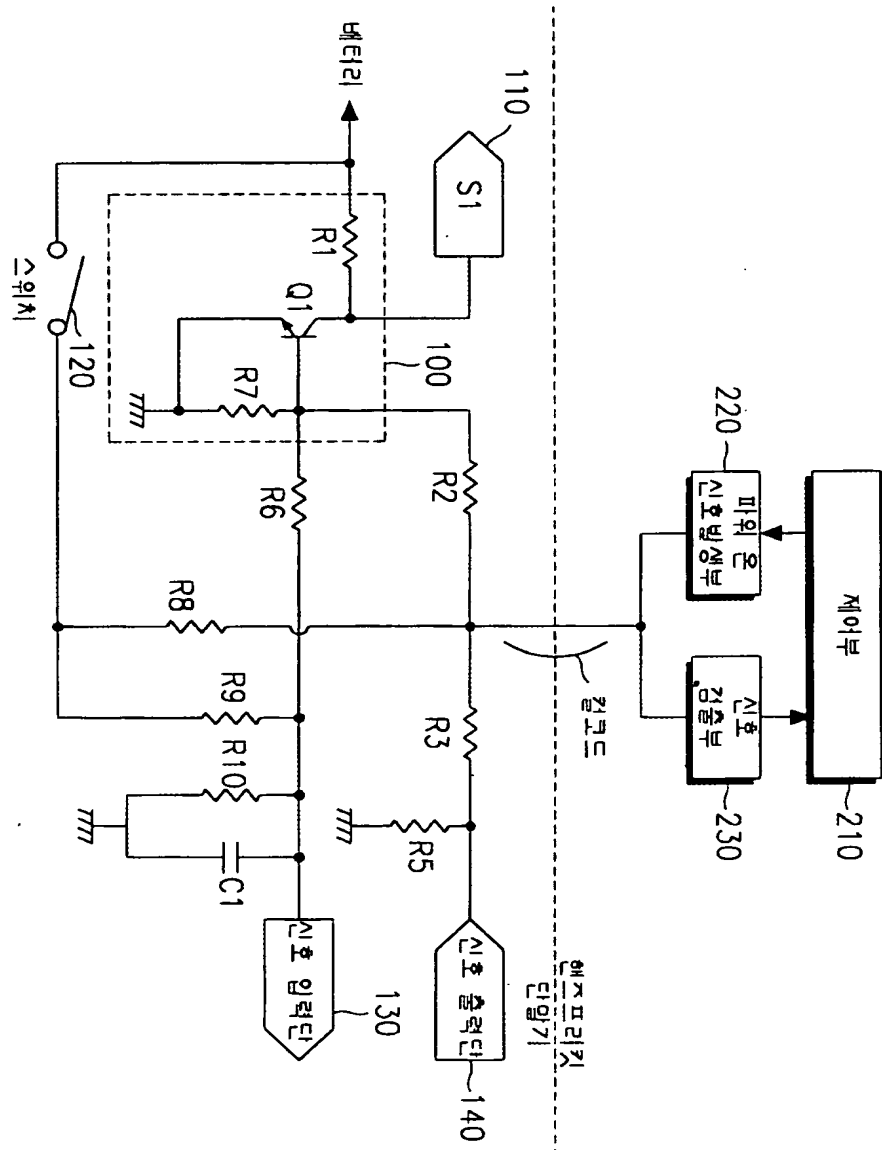 제어부
210
220
파워 온
신호발생부
신호
검출부
230
핸즈프리킷
단말기
컬코드
110
S1
R2
R3
신호 출력단
140
100
R5
배터리
R1
Q1
R6
신호 입력단
130
R7
R8
R9
R10
C1
120
스위치